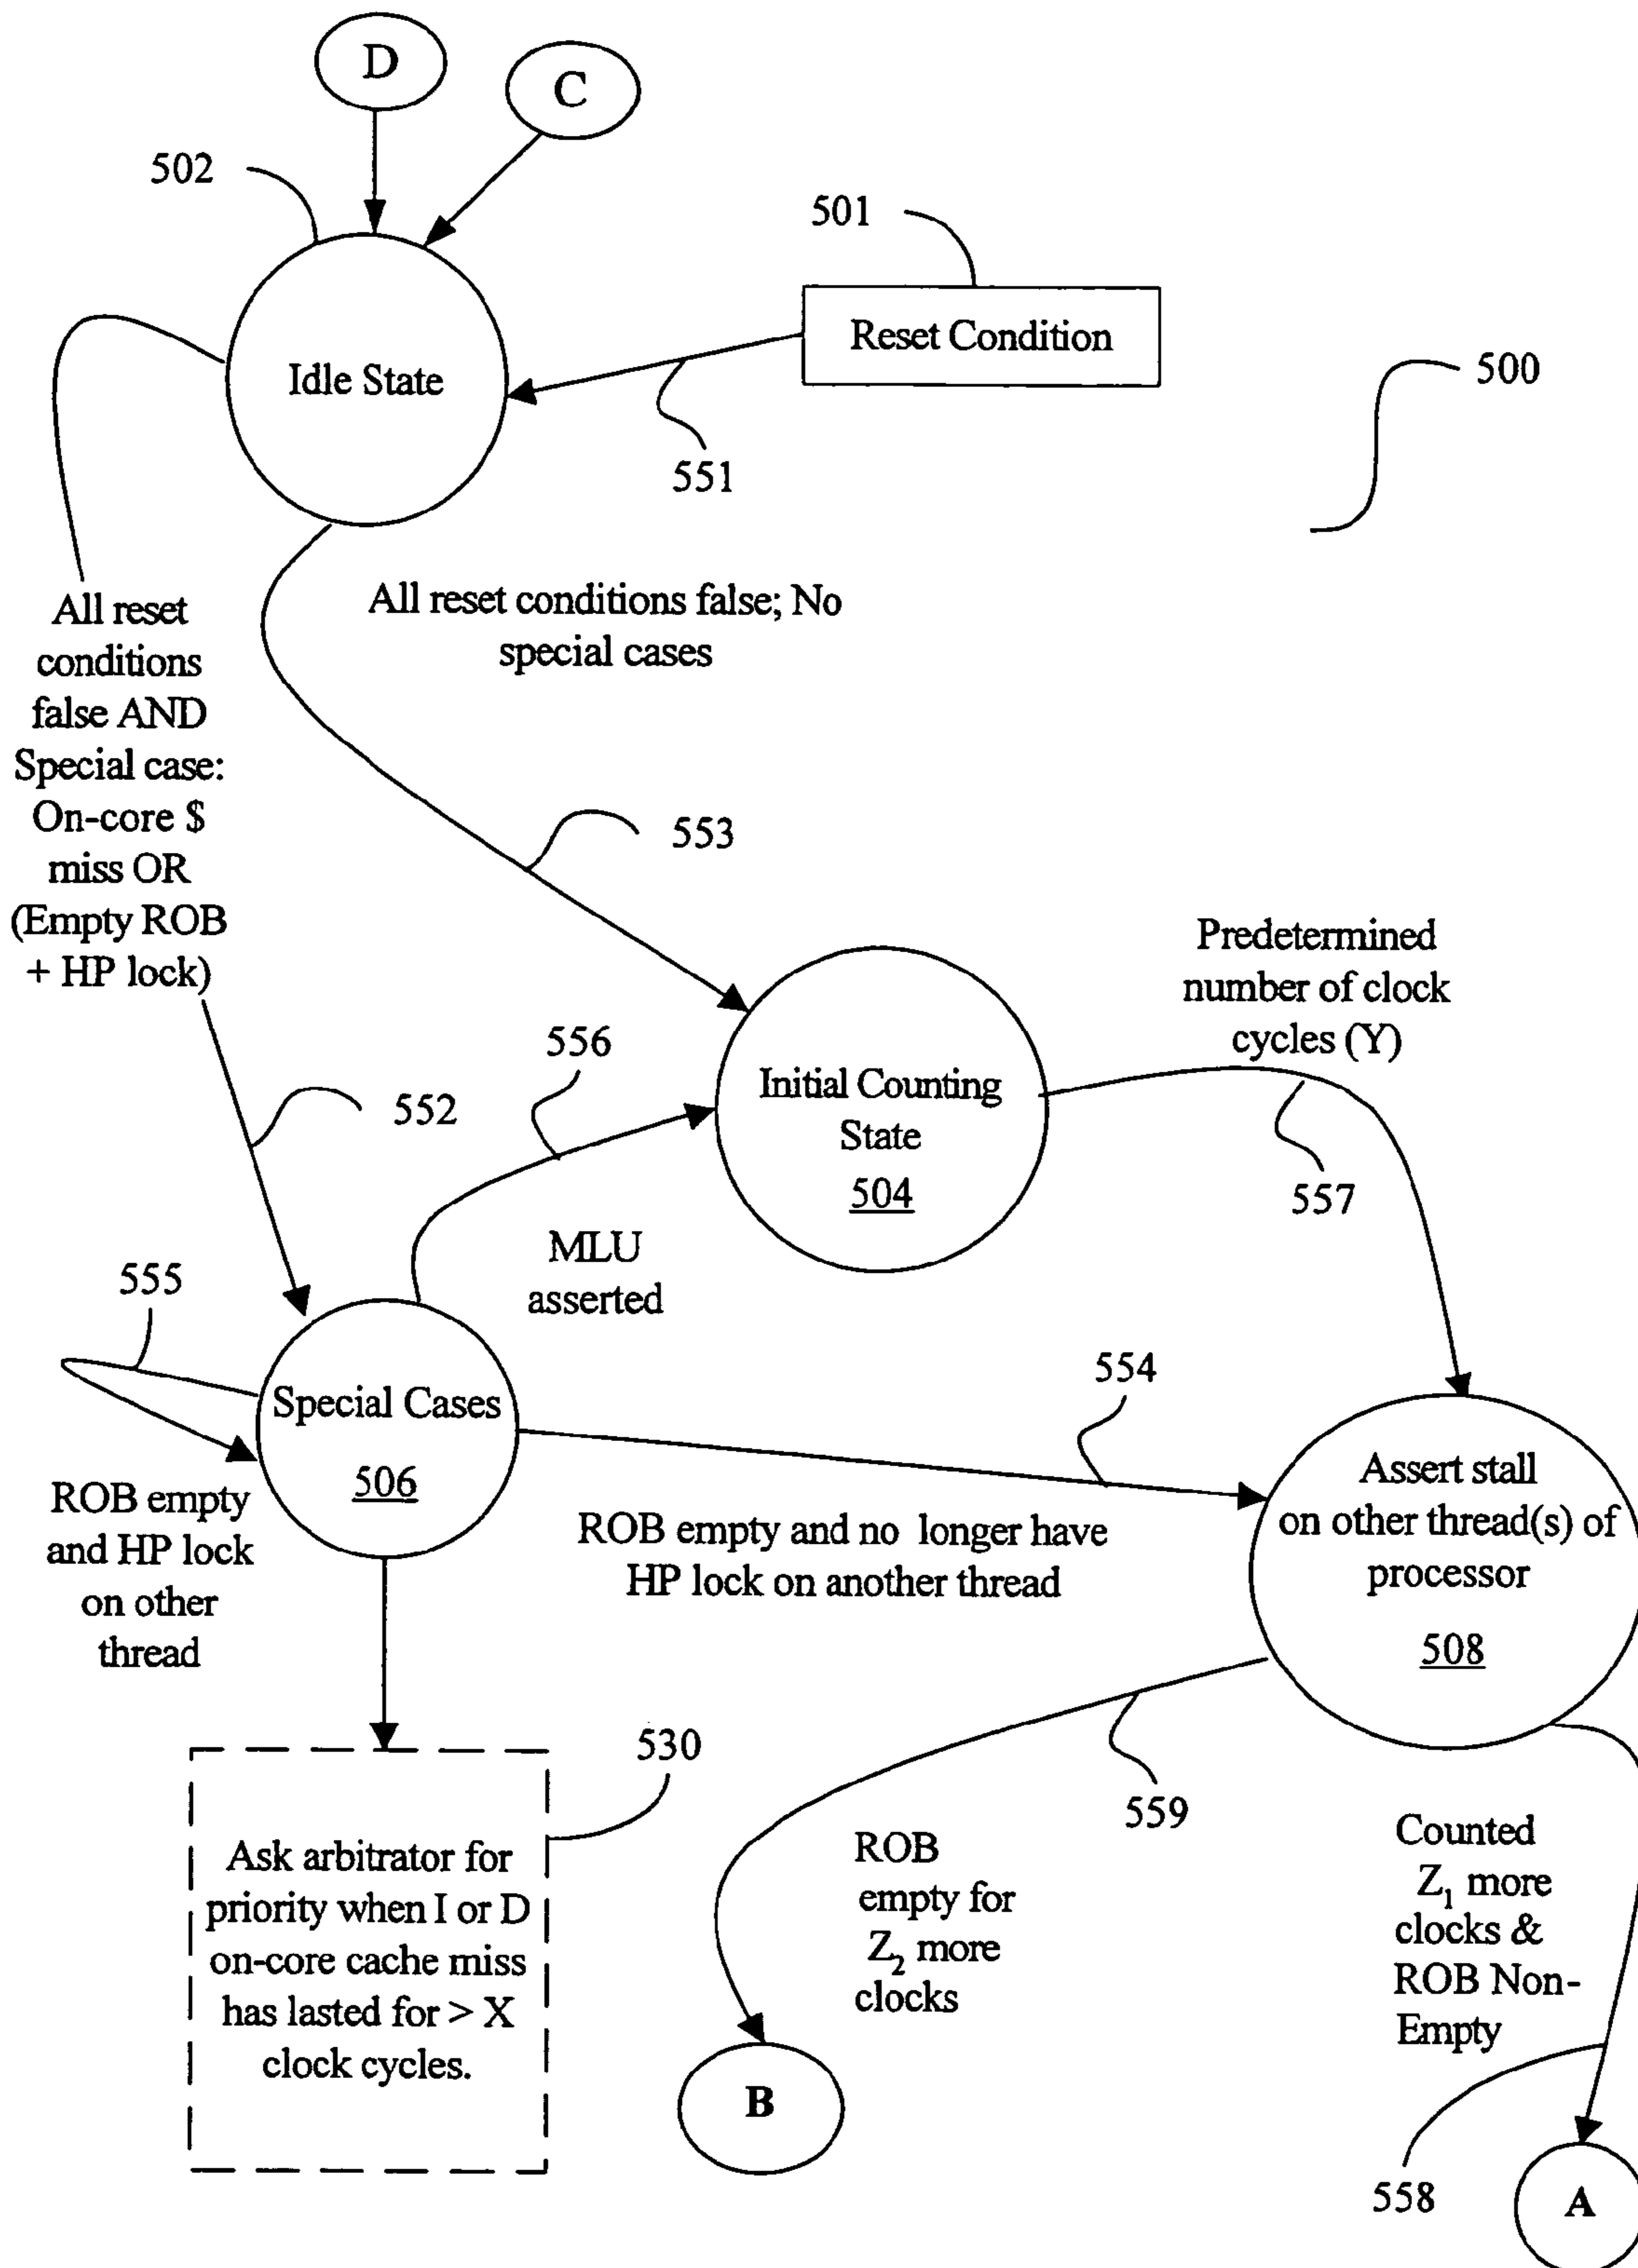 D
C
502
501
Reset Condition
500
Idle State
551
All reset
conditions
false AND
Special case:
On-core $
miss OR
(Empty ROB
+ HP lock)
All reset conditions false; No
special cases
553
Predetermined
number of clock
cycles (Y)
556
552
Initial Counting
State
504
557
MLU
asserted
555
554
Special Cases
506
ROB empty
and HP lock
on other
thread
ROB empty and no longer have
HP lock on another thread
Assert stall
on other thread(s) of
processor
508
530
559
Ask arbitrator for
priority when I or D
on-core cache miss
has lasted for > X
clock cycles.
ROB
empty for
Z₂ more
clocks
Counted
Z₁ more
clocks &
ROB Non-
Empty
B
558
A